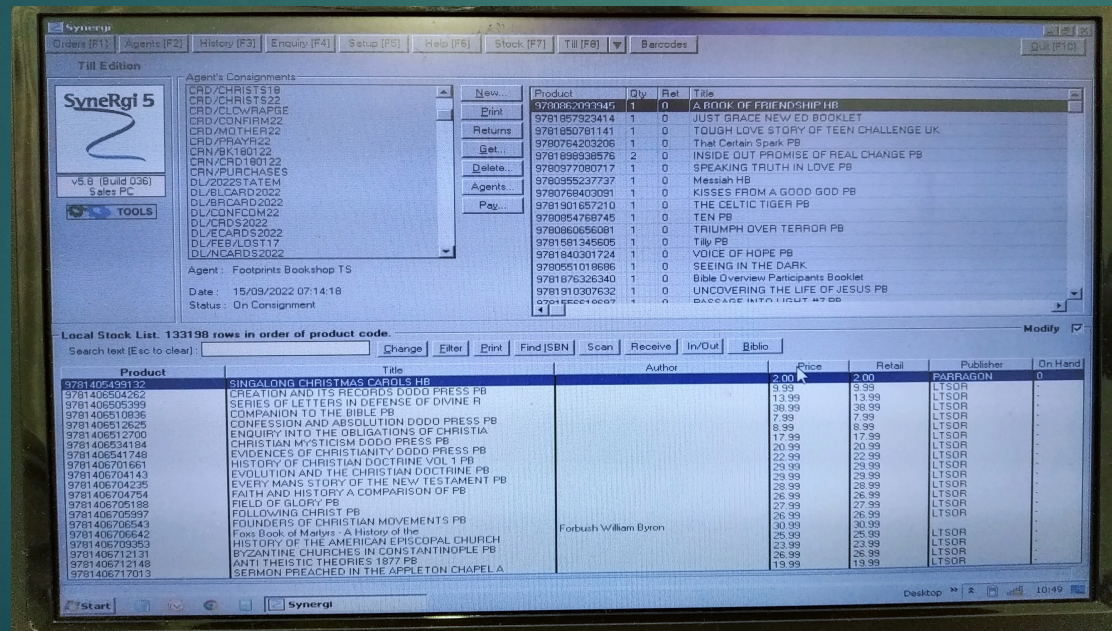 Synergi
Orders [F1] Agents [F2] History [F3] Enquiry [F4] Setup [F5] Help [F6] Stock [F7] Till [F8] Barcodes Quit [F10]
Till Edition
SyneRgi 5
v5.8 (Build 036)
Sales PC
TOOLS
Agent's Consignments
CRD/CHRISTS18
CRD/CHRISTS22
CRD/CLCWRAPGE
CRD/CONFIRM22
CRD/MOTHER22
CRD/PRAYR22
CRN/BK180122
CRN/CRD180122
CRN/PURCHASES
DL/2022STATEM
DL/BLCARD2022
DL/BRCARD2022
DL/CONFCOM22
DL/CRDS2022
DL/ECARDS2022
DL/FEB/LOST17
DL/NCARDS2022
Agent : Footprints Bookshop TS
Date : 15/09/2022 07:14:18
Status : On Consignment
New...
Print
Returns
Get...
Delete...
Agents...
Pay...
Product Qty Ret Title
9780862093945 1 0 A BOOK OF FRIENDSHIP HB
9781857923414 1 0 JUST GRACE NEW ED BOOKLET
9781850781141 1 0 TOUGH LOVE STORY OF TEEN CHALLENGE UK
9780764203206 1 0 That Certain Spark PB
9781898938576 2 0 INSIDE OUT PROMISE OF REAL CHANGE PB
9780977080717 1 0 SPEAKING TRUTH IN LOVE PB
9780955237737 1 0 Messiah HB
9780768403091 1 0 KISSES FROM A GOOD GOD PB
9781901657210 1 0 THE CELTIC TIGER PB
9780854768745 1 0 TEN PB
9780860656081 1 0 TRIUMPH OVER TERROR PB
9781581345605 1 0 Tilly PB
9781840301724 1 0 VOICE OF HOPE PB
9780551018686 1 0 SEEING IN THE DARK
9781876326340 1 0 Bible Overview Participants Booklet
9781910307632 1 0 UNCOVERING THE LIFE OF JESUS PB
9781556619687 1 0 PASSAGE INTO LIGHT #7 PB
Local Stock List. 133198 rows in order of product code. Modify
Search text [Esc to clear] : Change Filter Print Find ISBN Scan Receive In/Out Biblio
Product Title Author Price Retail Publisher On Hand
9781405499132 SINGALONG CHRISTMAS CAROLS HB 2.00 2.00 PARRAGON 0
9781406504262 CREATION AND ITS RECORDS DODO PRESS PB 9.99 9.99 LTSOR -
9781406505399 SERIES OF LETTERS IN DEFENSE OF DIVINE R 13.99 13.99 LTSOR -
9781406510836 COMPANION TO THE BIBLE PB 38.99 38.99 LTSOR -
9781406512625 CONFESSION AND ABSOLUTION DODO PRESS PB 7.99 7.99 LTSOR -
9781406512700 ENQUIRY INTO THE OBLIGATIONS OF CHRISTIA 8.99 8.99 LTSOR -
9781406534184 CHRISTIAN MYSTICISM DODO PRESS PB 17.99 17.99 LTSOR -
9781406541748 EVIDENCES OF CHRISTIANITY DODO PRESS PB 20.99 20.99 LTSOR -
9781406701661 HISTORY OF CHRISTIAN DOCTRINE VOL 1 PB 22.99 22.99 LTSOR -
9781406704143 EVOLUTION AND THE CHRISTIAN DOCTRINE PB 29.99 29.99 LTSOR -
9781406704235 EVERY MANS STORY OF THE NEW TESTAMENT PB 29.99 29.99 LTSOR -
9781406704754 FAITH AND HISTORY A COMPARISON OF PB 28.99 28.99 LTSOR -
9781406705188 FIELD OF GLORY PB 26.99 26.99 LTSOR -
9781406705997 FOLLOWING CHRIST PB 27.99 27.99 LTSOR -
9781406706543 FOUNDERS OF CHRISTIAN MOVEMENTS PB 26.99 26.99 LTSOR -
9781406706642 Foxs Book of Martyrs - A History of the Forbush William Byron 30.99 30.99 -
9781406709353 HISTORY OF THE AMERICAN EPISCOPAL CHURCH 25.99 25.99 LTSOR -
9781406712131 BYZANTINE CHURCHES IN CONSTANTINOPLE PB 23.99 23.99 LTSOR -
9781406712148 ANTI THEISTIC THEORIES 1877 PB 26.99 26.99 LTSOR -
9781406717013 SERMON PREACHED IN THE APPLETON CHAPEL A 19.99 19.99 LTSOR -
Start Synergi Desktop » 10:49